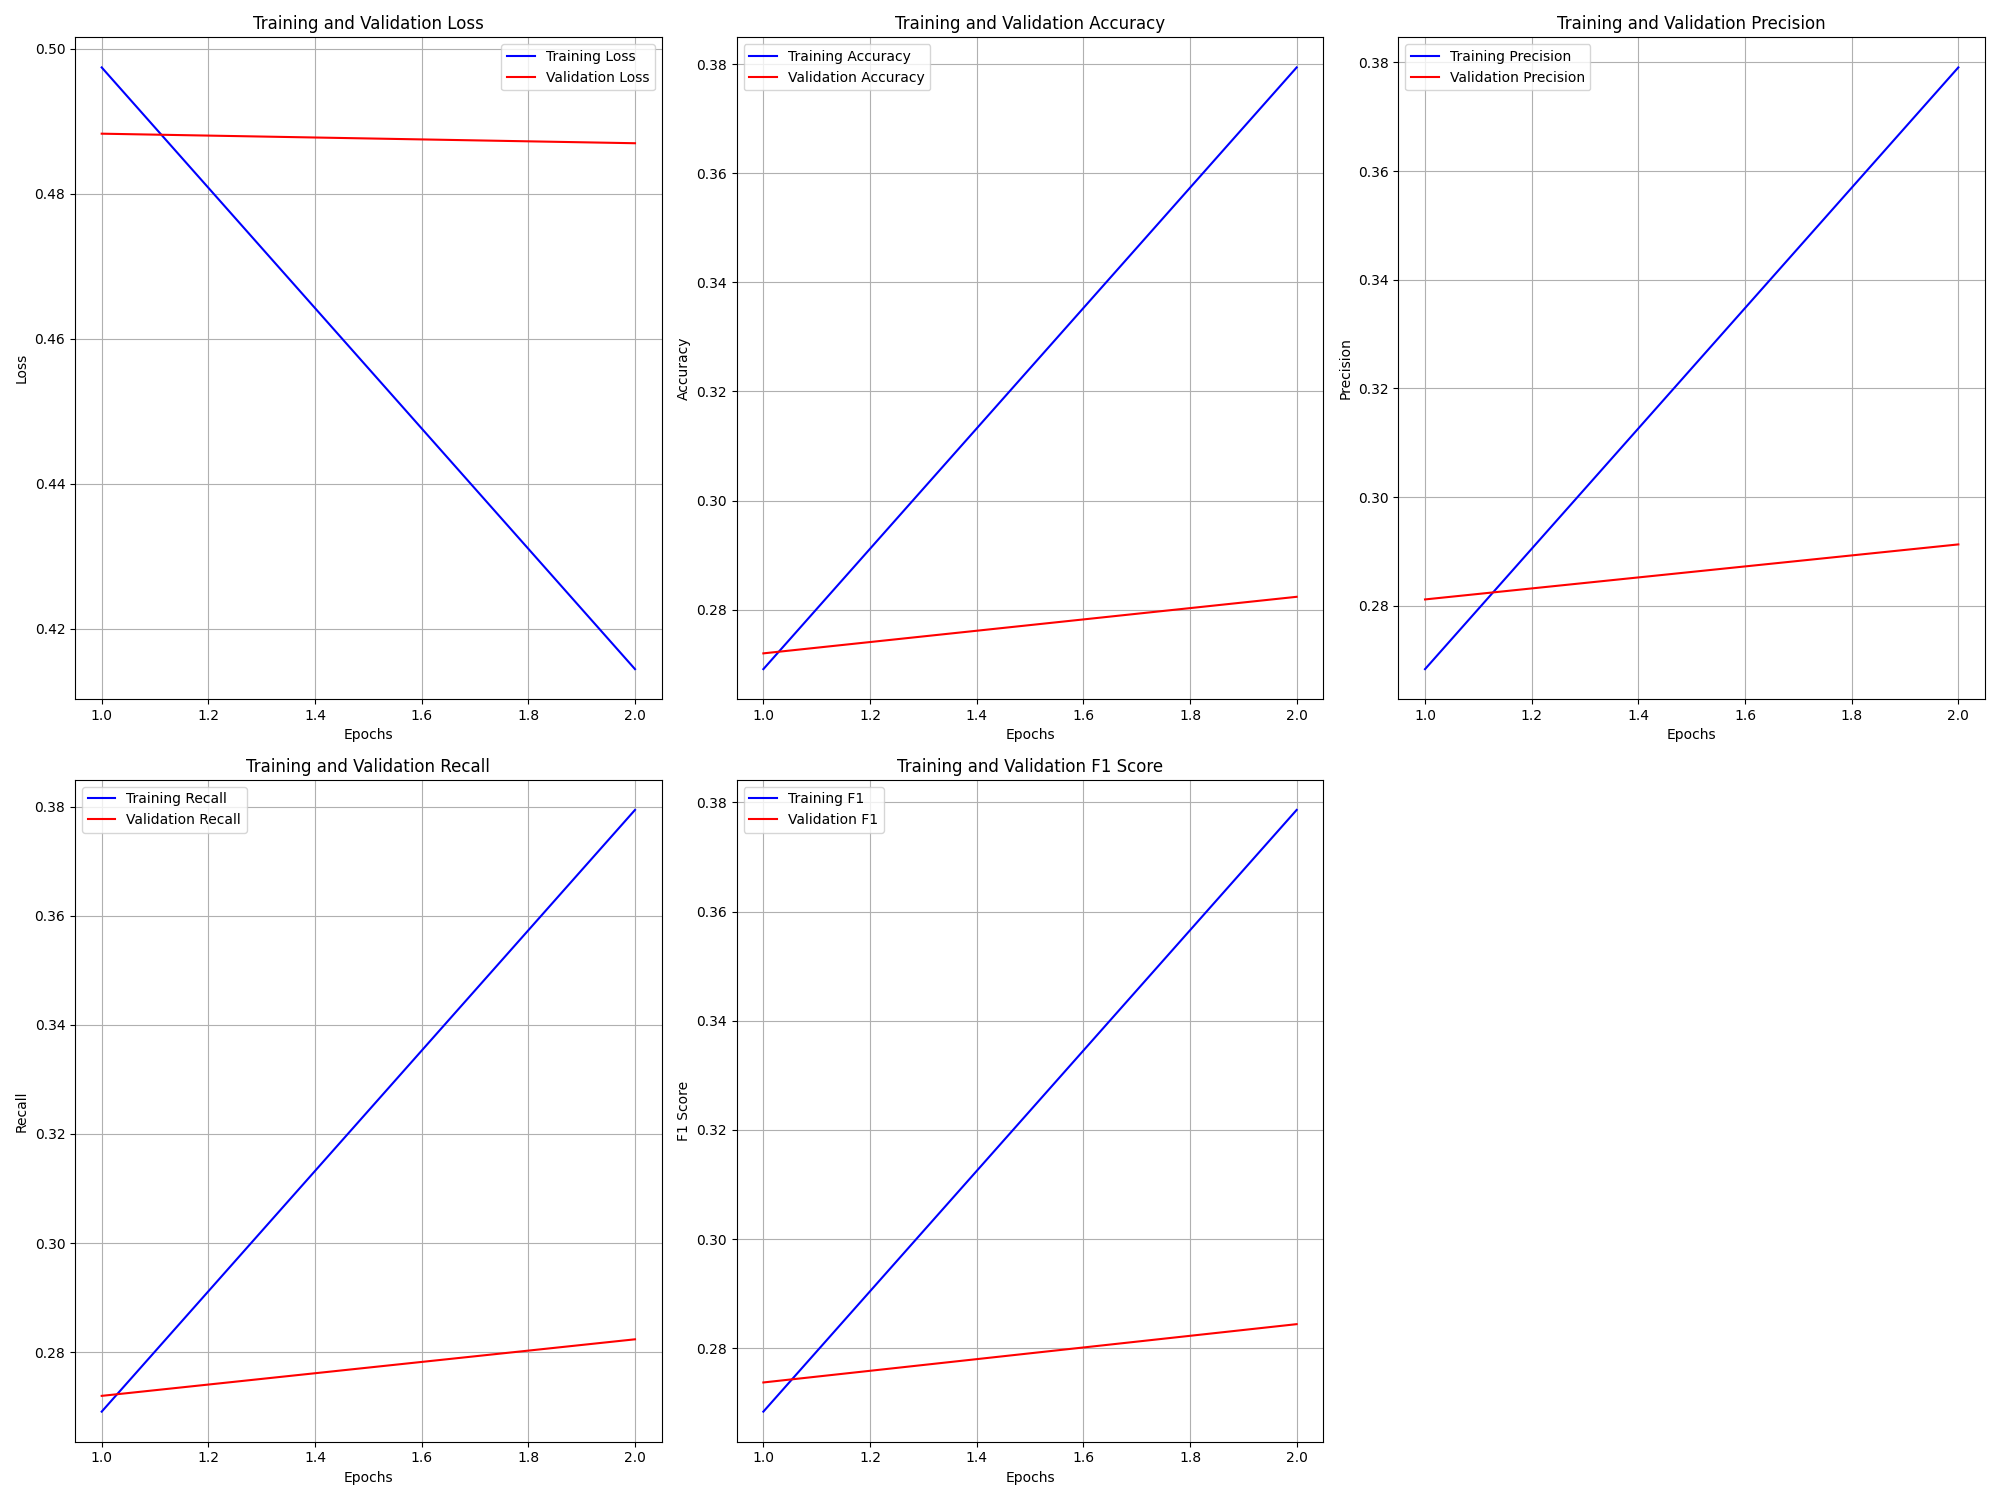 Training and Validation Loss
Training Loss
Validation Loss
0.50
0.48
0.46
0.44
0.42
Loss
1.0 1.2 1.4 1.6 1.8 2.0
Epochs
Training and Validation Accuracy
Training Accuracy
Validation Accuracy
0.38
0.36
0.34
0.32
0.30
0.28
Accuracy
1.0 1.2 1.4 1.6 1.8 2.0
Epochs
Training and Validation Precision
Training Precision
Validation Precision
0.38
0.36
0.34
0.32
0.30
0.28
Precision
1.0 1.2 1.4 1.6 1.8 2.0
Epochs
Training and Validation Recall
Training Recall
Validation Recall
0.38
0.36
0.34
0.32
0.30
0.28
Recall
1.0 1.2 1.4 1.6 1.8 2.0
Epochs
Training and Validation F1 Score
Training F1
Validation F1
0.38
0.36
0.34
0.32
0.30
0.28
F1 Score
1.0 1.2 1.4 1.6 1.8 2.0
Epochs